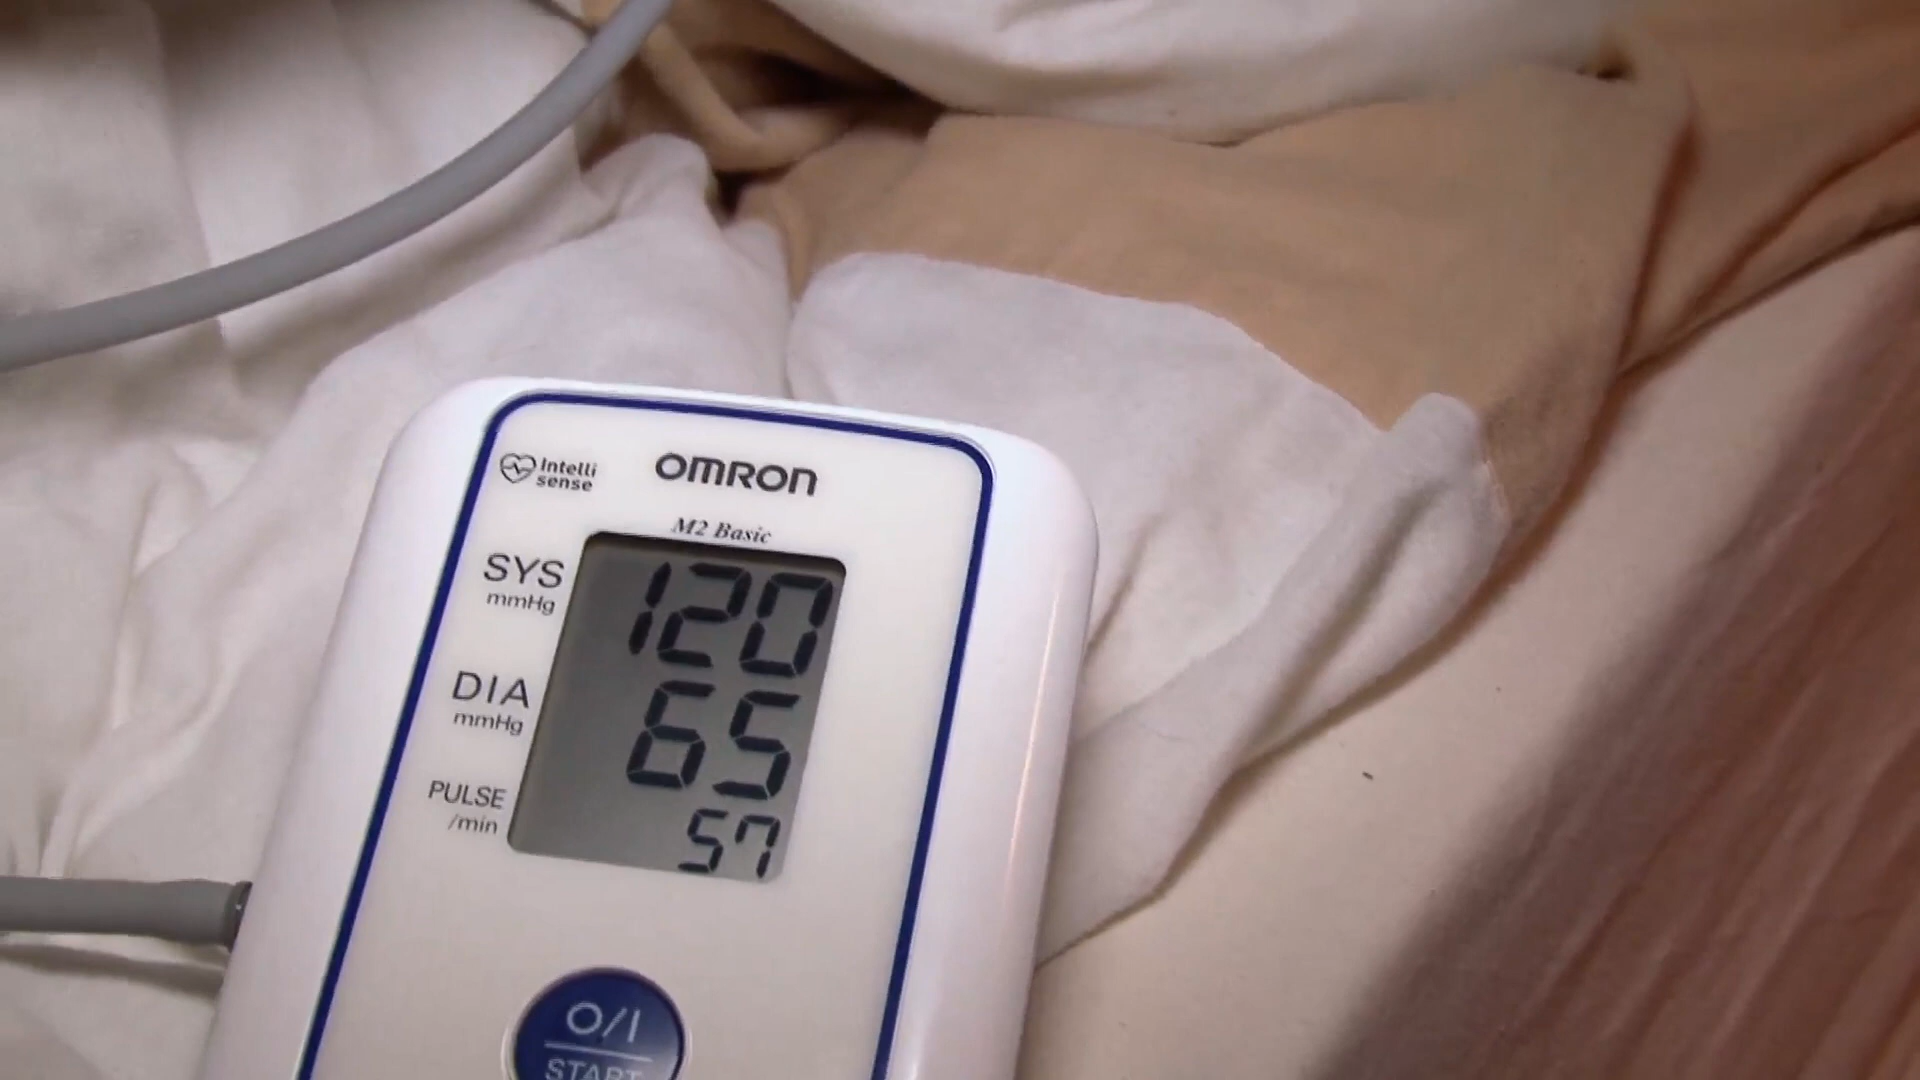 Intelli
sense
OMRON
M2 Basic
SYS
mmHg
120
DIA
mmHg
65
PULSE
/min
57
O/I
START